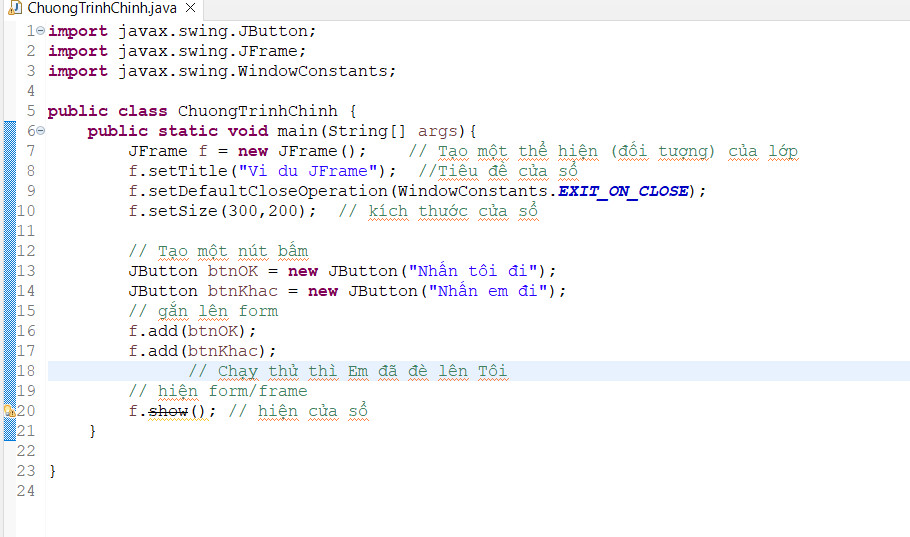 ChuongTrinhChinh.java
1 import javax.swing.JButton;
2 import javax.swing.JFrame;
3 import javax.swing.WindowConstants;
4
5 public class ChuongTrinhChinh {
6 public static void main(String[] args){
7 JFrame f = new JFrame(); // Tạo một thể hiện (đối tượng) của lớp
8 f.setTitle("Vi du JFrame"); //Tiêu đề cửa sổ
9 f.setDefaultCloseOperation(WindowConstants.EXIT_ON_CLOSE);
10 f.setSize(300,200); // kích thước cửa sổ
11
12 // Tạo một nút bấm
13 JButton btnOK = new JButton("Nhấn tôi đi");
14 JButton btnKhac = new JButton("Nhấn em đi");
15 // gắn lên form
16 f.add(btnOK);
17 f.add(btnKhac);
18 // Chạy thử thì Em đã đè lên Tôi
19 // hiện form/frame
20 f.show(); // hiện cửa sổ
21 }
22
23 }
24